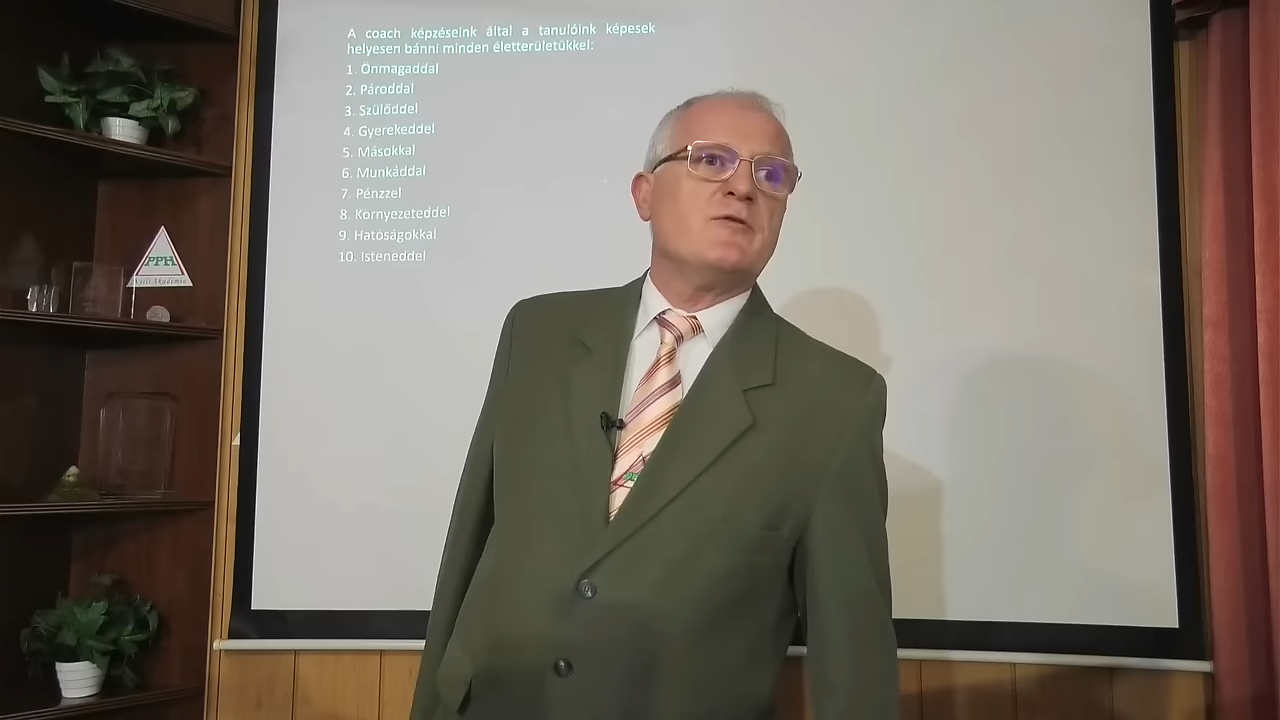 A coach képzéseink által a tanulóink képesek
helyesen bánni minden életterületükkel:
1. Önmagaddal
2. Pároddal
3. Szülőddel
4. Gyerekeddel
5. Másokkal
6. Munkáddal
7. Pénzzel
8. Környezeteddel
9. Hatóságokkal
10. Isteneddel
PPH
Akadémia